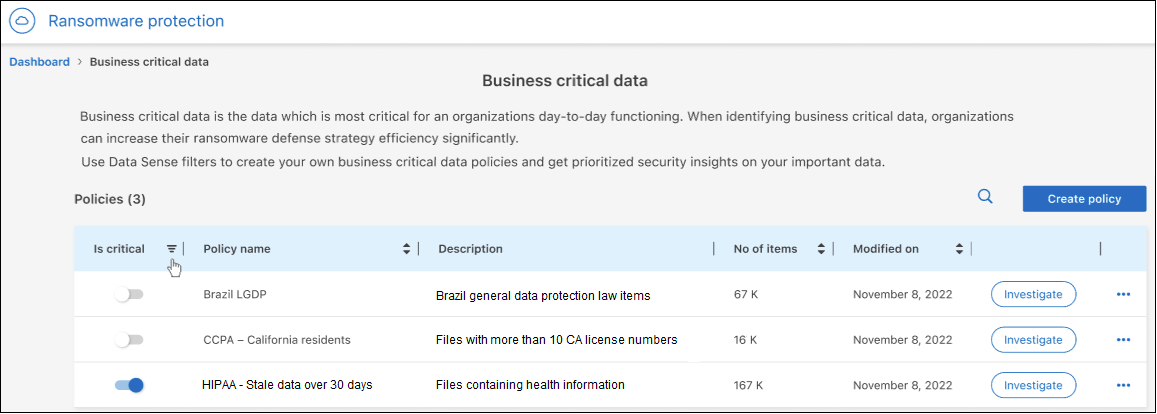 Ransomware protection
Dashboard > Business critical data
Business critical data
Business critical data is the data which is most critical for an organizations day-to-day functioning. When identifying business critical data, organizations
can increase their ransomware defense strategy efficiency significantly.
Use Data Sense filters to create your own business critical data policies and get prioritized security insights on your important data.
Policies (3)
Create policy
Is critical Policy name Description No of items Modified on
Brazil LGDP Brazil general data protection law items 67 K November 8, 2022 Investigate
CCPA – California residents Files with more than 10 CA license numbers 16 K November 8, 2022 Investigate
HIPAA - Stale data over 30 days Files containing health information 167 K November 8, 2022 Investigate